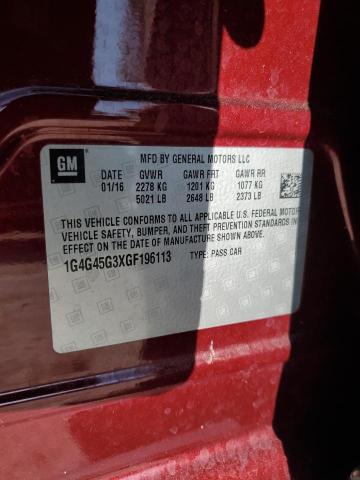 GM
MFD BY GENERAL MOTORS LLC
DATE GVWR GAWR FRT GAWR RR
01/16 2278 KG 1201 KG 1077 KG
5021 LB 2648 LB 2373 LB
THIS VEHICLE CONFORMS TO ALL APPLICABLE U.S. FEDERAL MOTOR
VEHICLE SAFETY, BUMPER, AND THEFT PREVENTION STANDARDS IN
EFFECT ON THE DATE OF MANUFACTURE SHOWN ABOVE.
1G4G45G3XGF196113 TYPE: PASS CAR